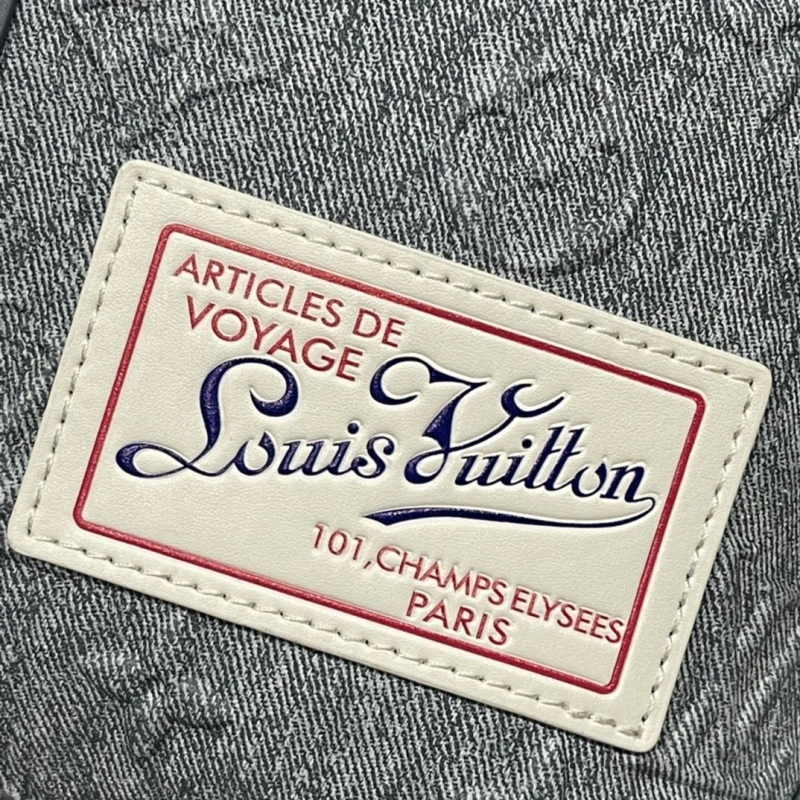 ARTICLES DE
VOYAGE
Louis Vuitton
101, CHAMPS ELYSEES
PARIS